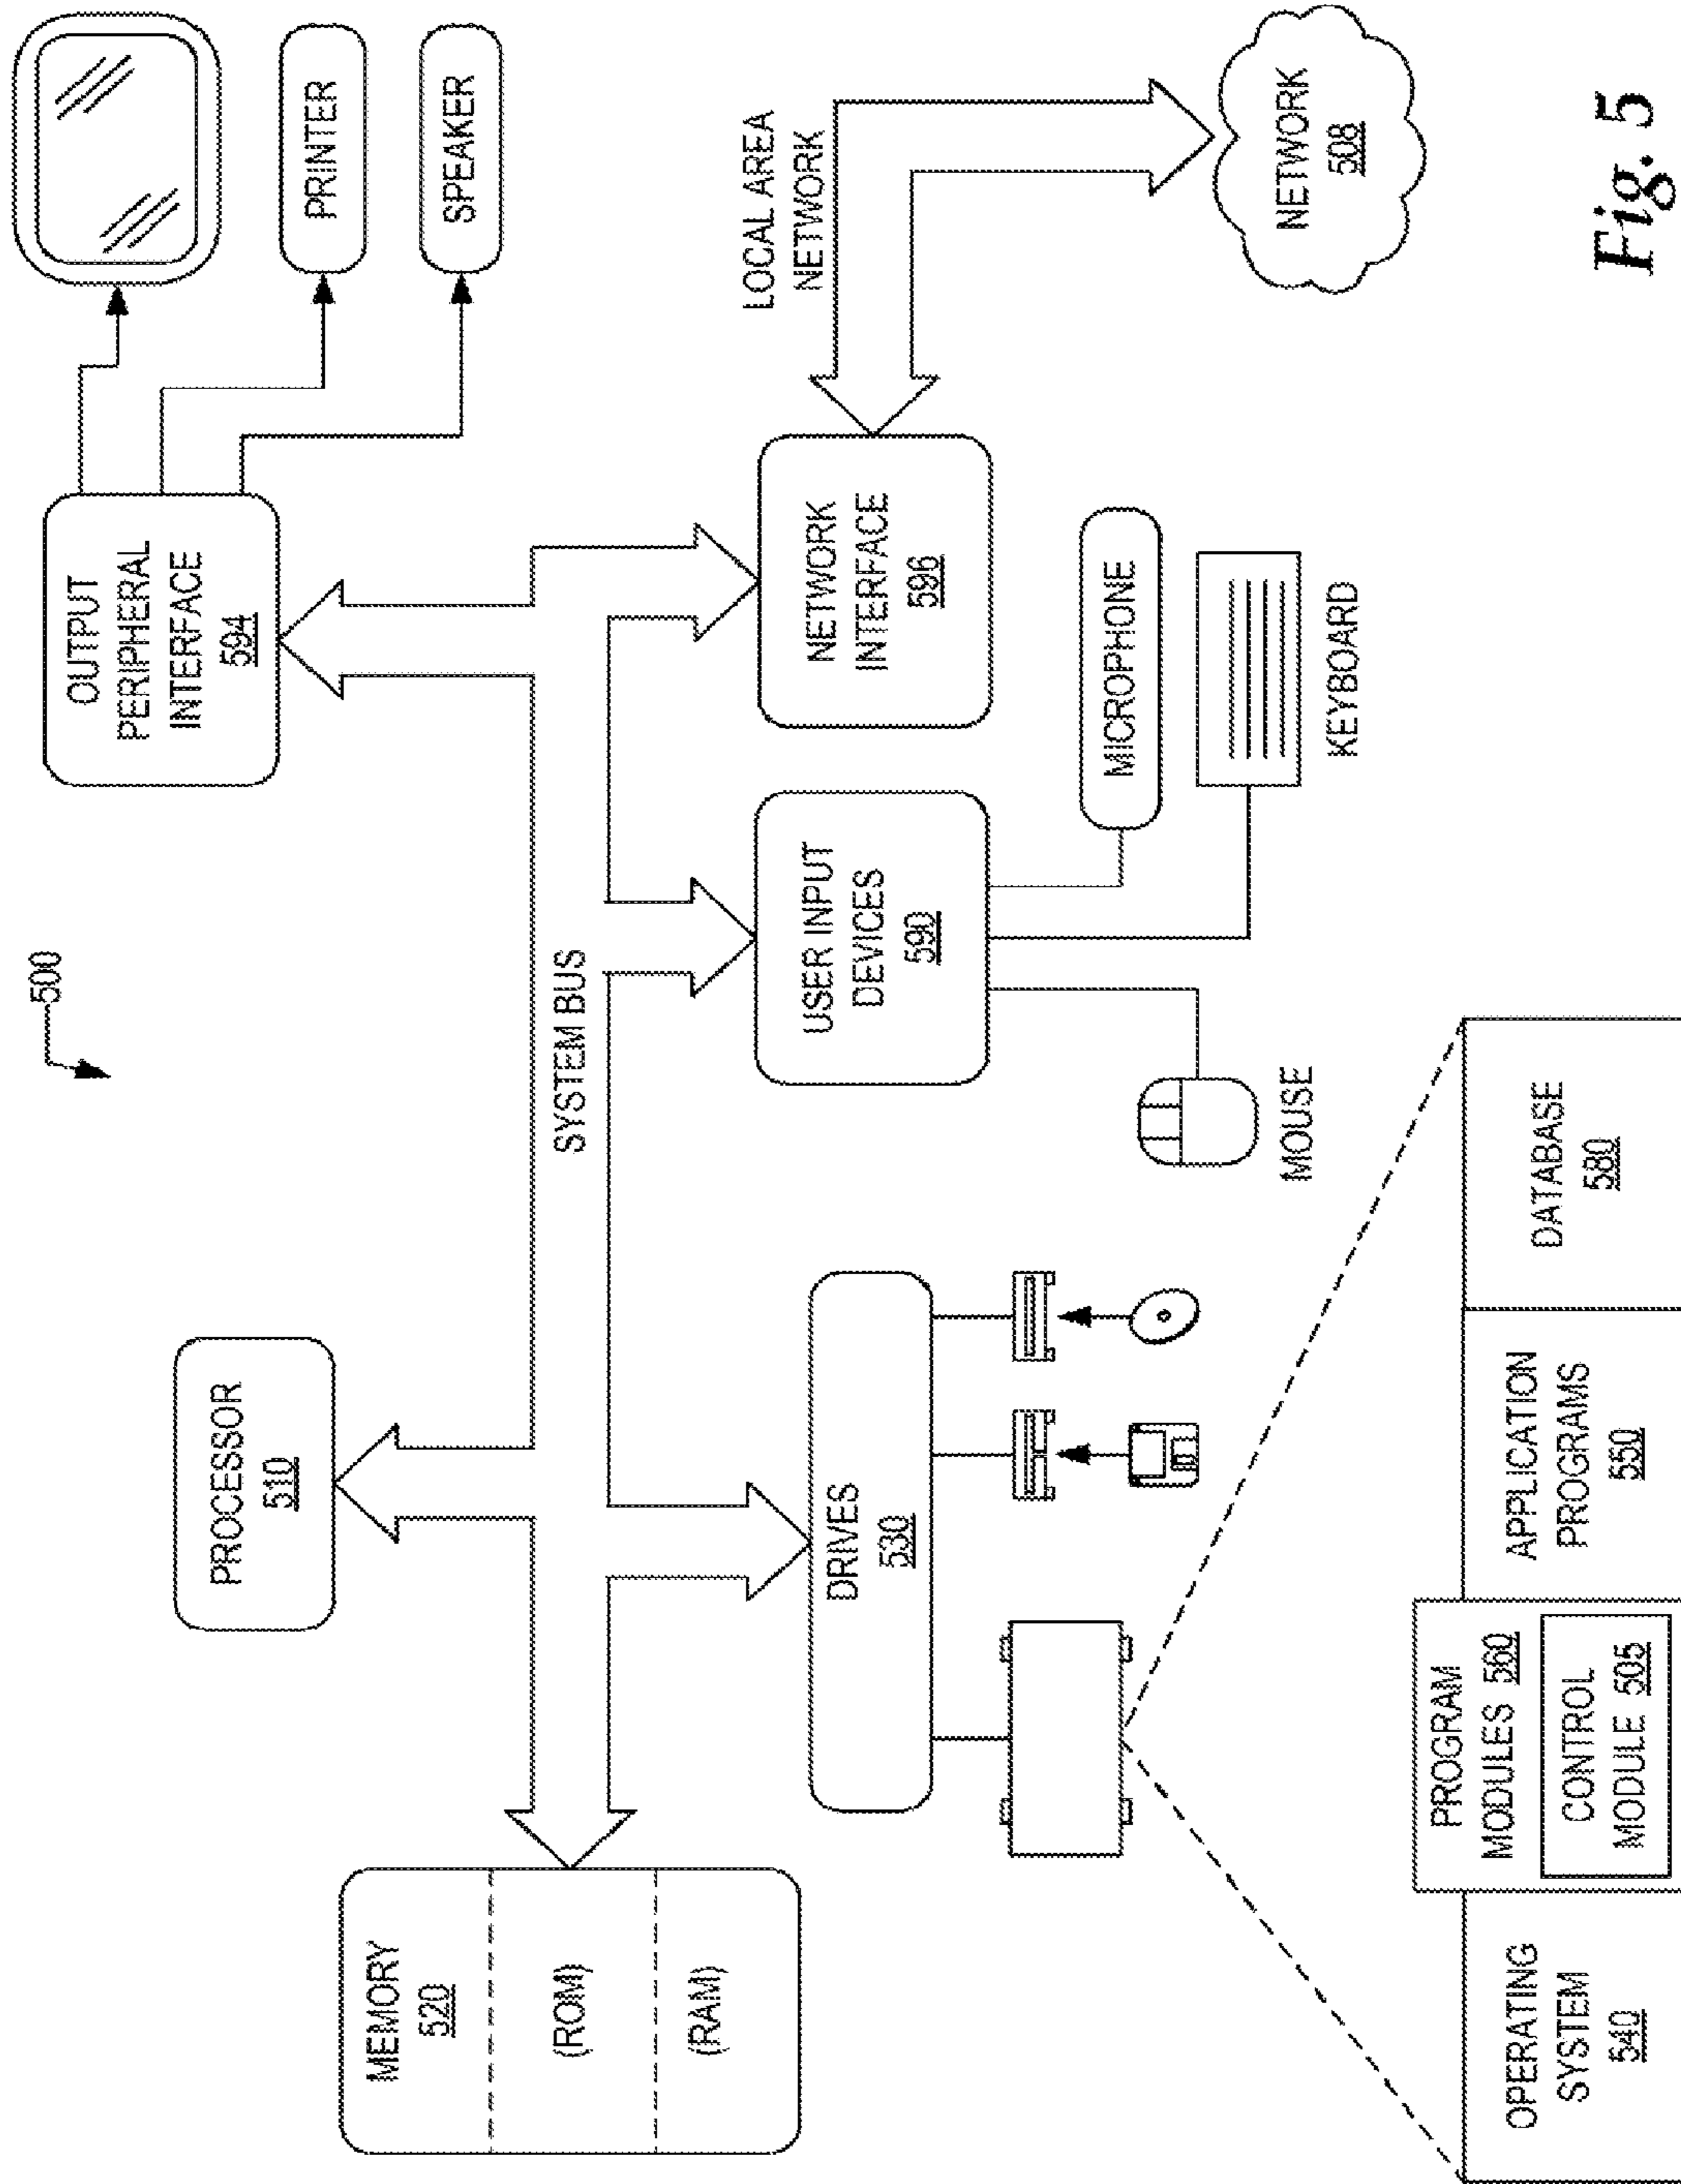 500
PROCESSOR
510
OUTPUT
PERIPHERAL
INTERFACE
594
PRINTER
SPEAKER
MEMORY
520
(ROM)
(RAM)
SYSTEM BUS
LOCAL AREA
NETWORK
DRIVES
530
USER INPUT
DEVICES
590
NETWORK
INTERFACE
596
MICROPHONE
KEYBOARD
MOUSE
NETWORK
508
OPERATING
SYSTEM
540
PROGRAM
MODULES 560
CONTROL
MODULE 505
APPLICATION
PROGRAMS
550
DATABASE
580
Fig. 5